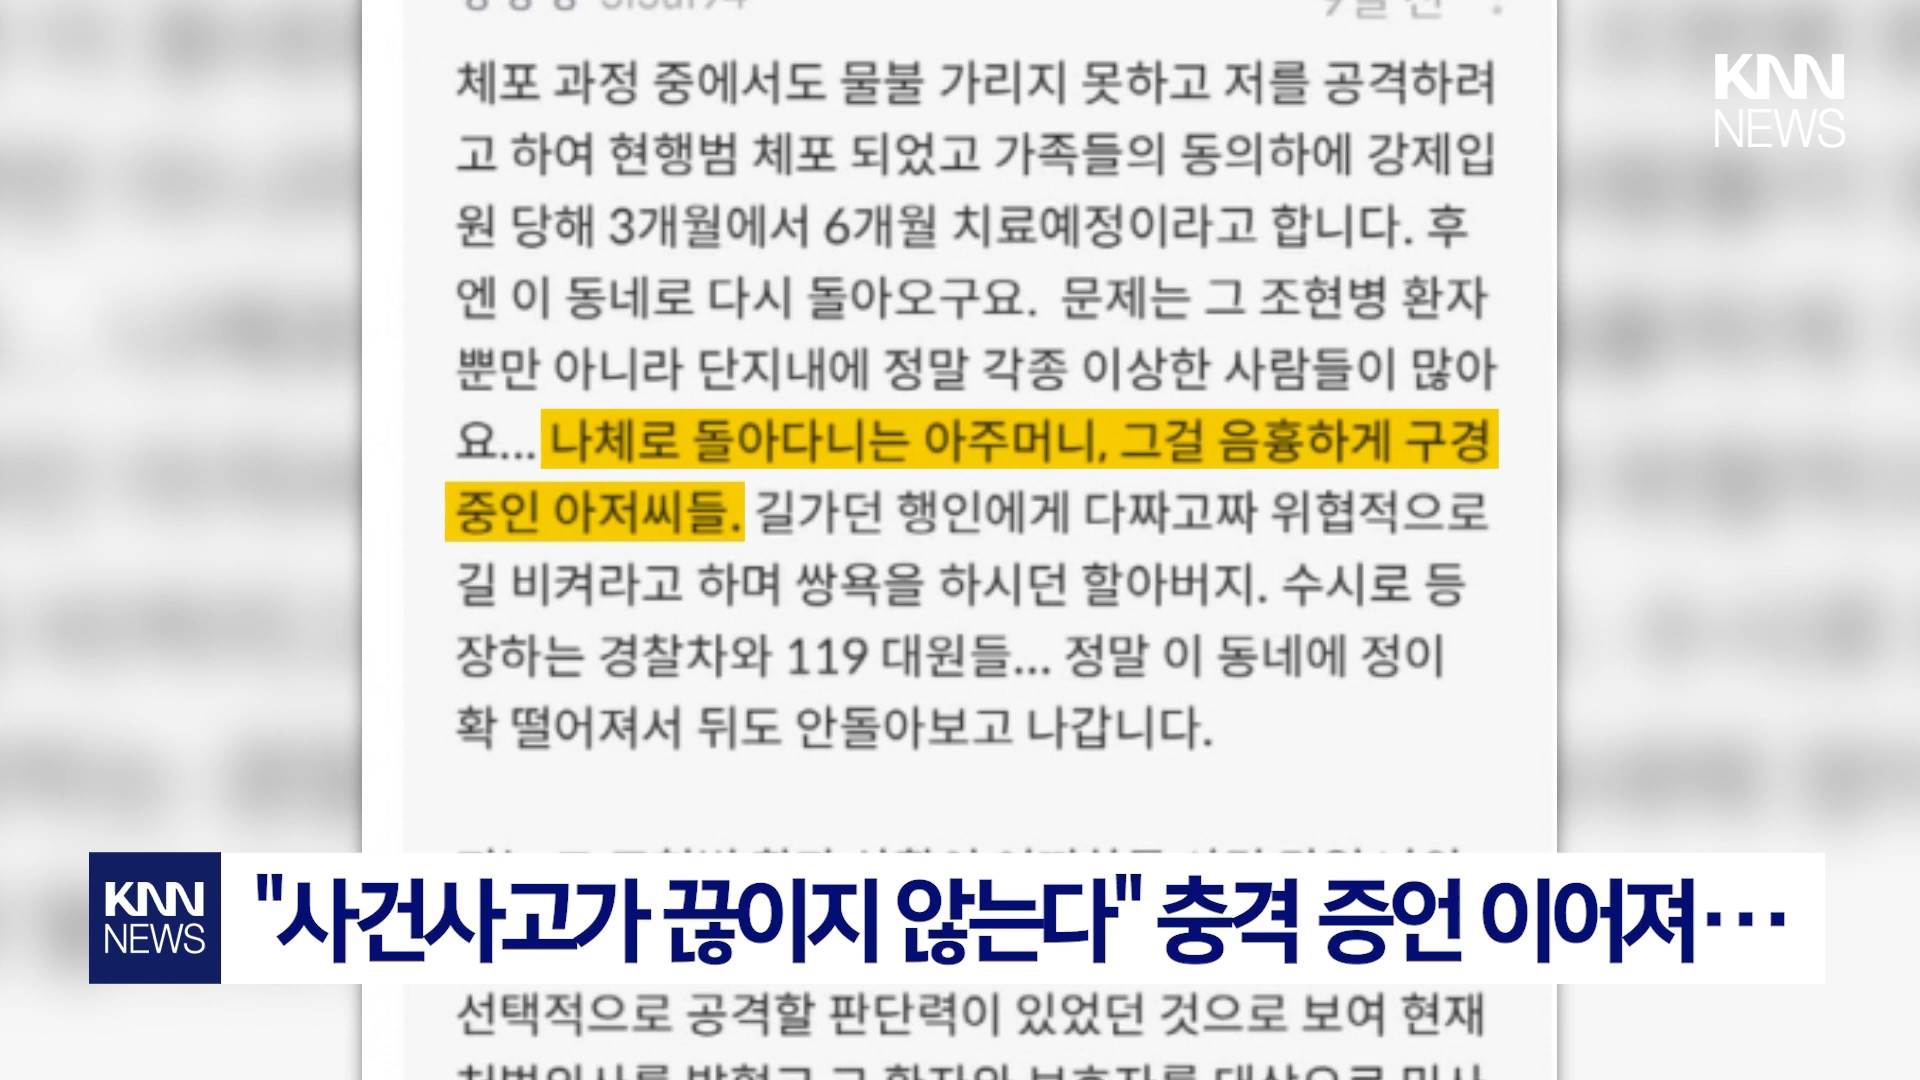 KNN
NEWS
체포 과정 중에서도 물불 가리지 못하고 저를 공격하려
고 하여 현행범 체포 되었고 가족들의 동의하에 강제입
원 당해 3개월에서 6개월 치료예정이라고 합니다. 후
엔 이 동네로 다시 돌아오구요. 문제는 그 조현병 환자
뿐만 아니라 단지내에 정말 각종 이상한 사람들이 많아
요... 나체로 돌아다니는 아주머니, 그걸 음흉하게 구경
중인 아저씨들. 길가던 행인에게 다짜고짜 위협적으로
길 비켜라고 하며 쌍욕을 하시던 할아버지. 수시로 등
장하는 경찰차와 119 대원들... 정말 이 동네에 정이
확 떨어져서 뒤도 안돌아보고 나갑니다.
KNN
NEWS
"사건사고가 끊이지 않는다" 충격 증언 이어져…
선택적으로 공격할 판단력이 있었던 것으로 보여 현재